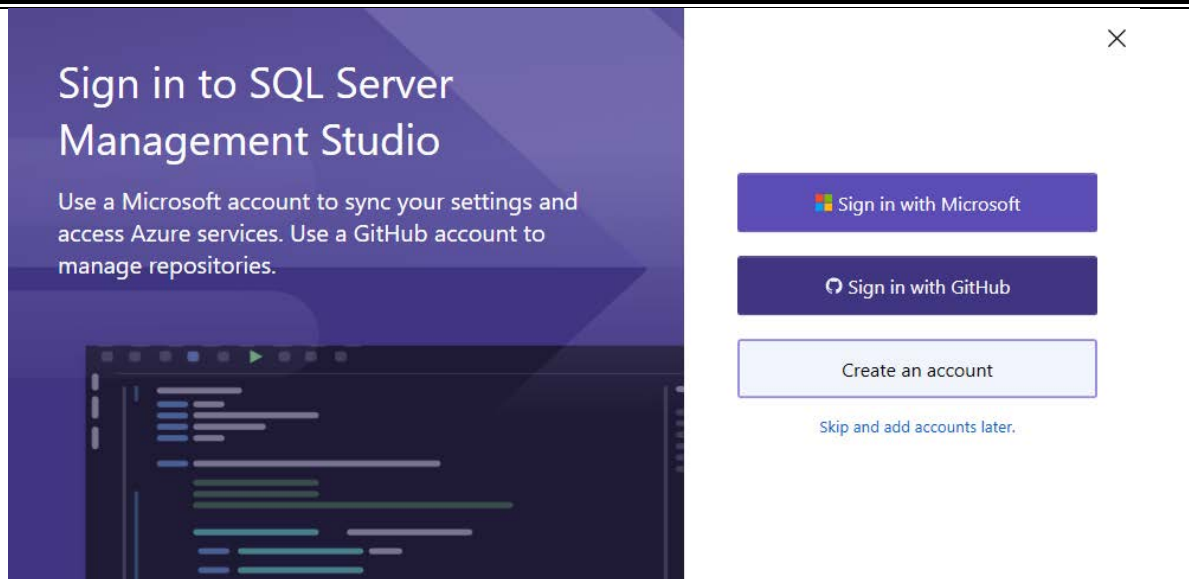 Sign in to SQL Server
Management Studio
Use a Microsoft account to sync your settings and
access Azure services. Use a GitHub account to
manage repositories.
Sign in with Microsoft
Sign in with GitHub
Create an account
Skip and add accounts later.